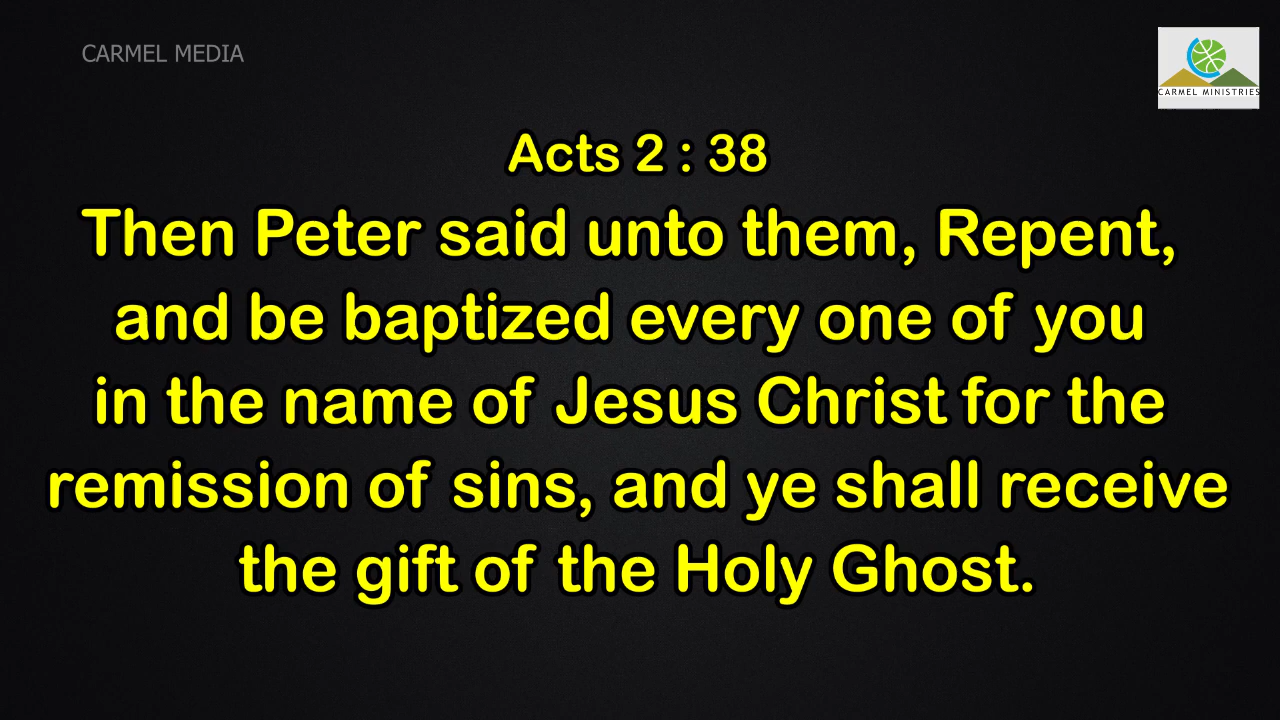 CARMEL MEDIA
CARMEL MINISTRIES
Acts 2 : 38
Then Peter said unto them, Repent,
and be baptized every one of you
in the name of Jesus Christ for the
remission of sins, and ye shall receive
the gift of the Holy Ghost.